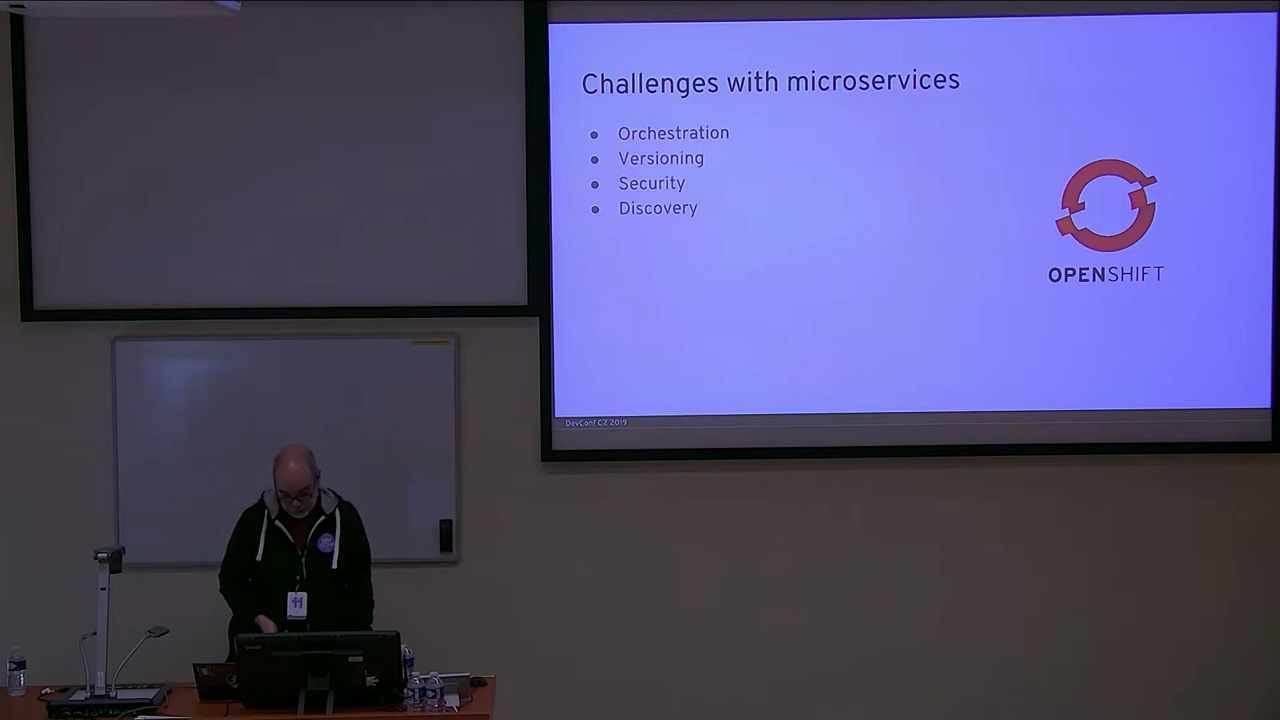 Challenges with microservices
Orchestration
Versioning
Security
Discovery
OPENSHIFT
DevConf CZ 2019